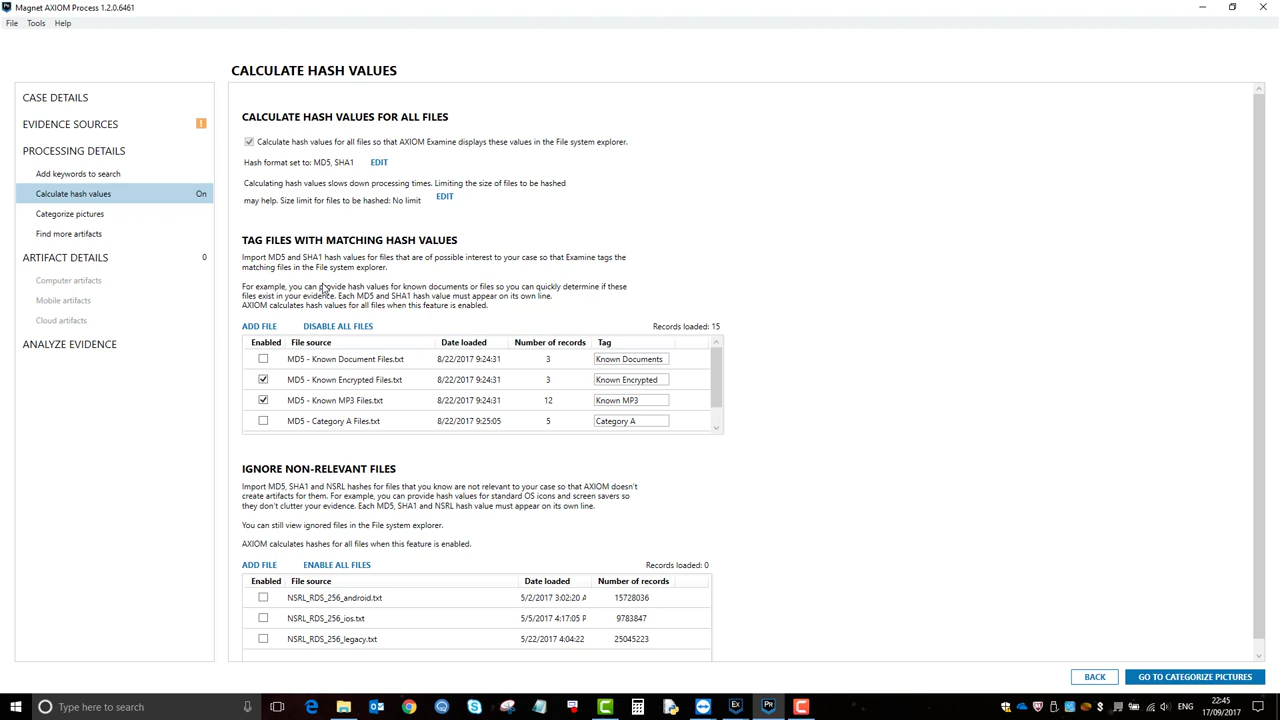 Magnet AXIOM Process 1.2.0.6461
File Tools Help
CALCULATE HASH VALUES
CASE DETAILS
EVIDENCE SOURCES !
PROCESSING DETAILS
Add keywords to search
Calculate hash values On
Categorize pictures
Find more artifacts
ARTIFACT DETAILS 0
Computer artifacts
Mobile artifacts
Cloud artifacts
ANALYZE EVIDENCE
CALCULATE HASH VALUES FOR ALL FILES
Calculate hash values for all files so that AXIOM Examine displays these values in the File system explorer.
Hash format set to: MD5, SHA1 EDIT
Calculating hash values slows down processing times. Limiting the size of files to be hashed
may help. Size limit for files to be hashed: No limit EDIT
TAG FILES WITH MATCHING HASH VALUES
Import MD5 and SHA1 hash values for files that are of possible interest to your case so that Examine tags the
matching files in the File system explorer.
For example, you can provide hash values for known documents or files so you can quickly determine if these
files exist in your evidence. Each MD5 and SHA1 hash value must appear on its own line.
AXIOM calculates hash values for all files when this feature is enabled.
ADD FILE DISABLE ALL FILES Records loaded: 15
Enabled File source Date loaded Number of records Tag
MD5 - Known Document Files.txt 8/22/2017 9:24:31 3 Known Documents
MD5 - Known Encrypted Files.txt 8/22/2017 9:24:31 3 Known Encrypted
MD5 - Known MP3 Files.txt 8/22/2017 9:24:31 12 Known MP3
MD5 - Category A Files.txt 8/22/2017 9:25:05 5 Category A
IGNORE NON-RELEVANT FILES
Import MD5, SHA1 and NSRL hashes for files that you know are not relevant to your case so that AXIOM doesn't
create artifacts for them. For example, you can provide hash values for standard OS icons and screen savers so
they don't clutter your evidence. Each MD5, SHA1 and NSRL hash value must appear on its own line.
You can still view ignored files in the File system explorer.
AXIOM calculates hashes for all files when this feature is enabled.
ADD FILE ENABLE ALL FILES Records loaded: 0
Enabled File source Date loaded Number of records
NSRL_RDS_256_android.txt 5/2/2017 3:02:20 A 15728036
NSRL_RDS_256_ios.txt 5/5/2017 4:17:05 P 9783847
NSRL_RDS_256_legacy.txt 5/22/2017 4:04:22 25045223
BACK GO TO CATEGORIZE PICTURES
Type here to search
EX Pr
ENG 22:45
17/09/2017